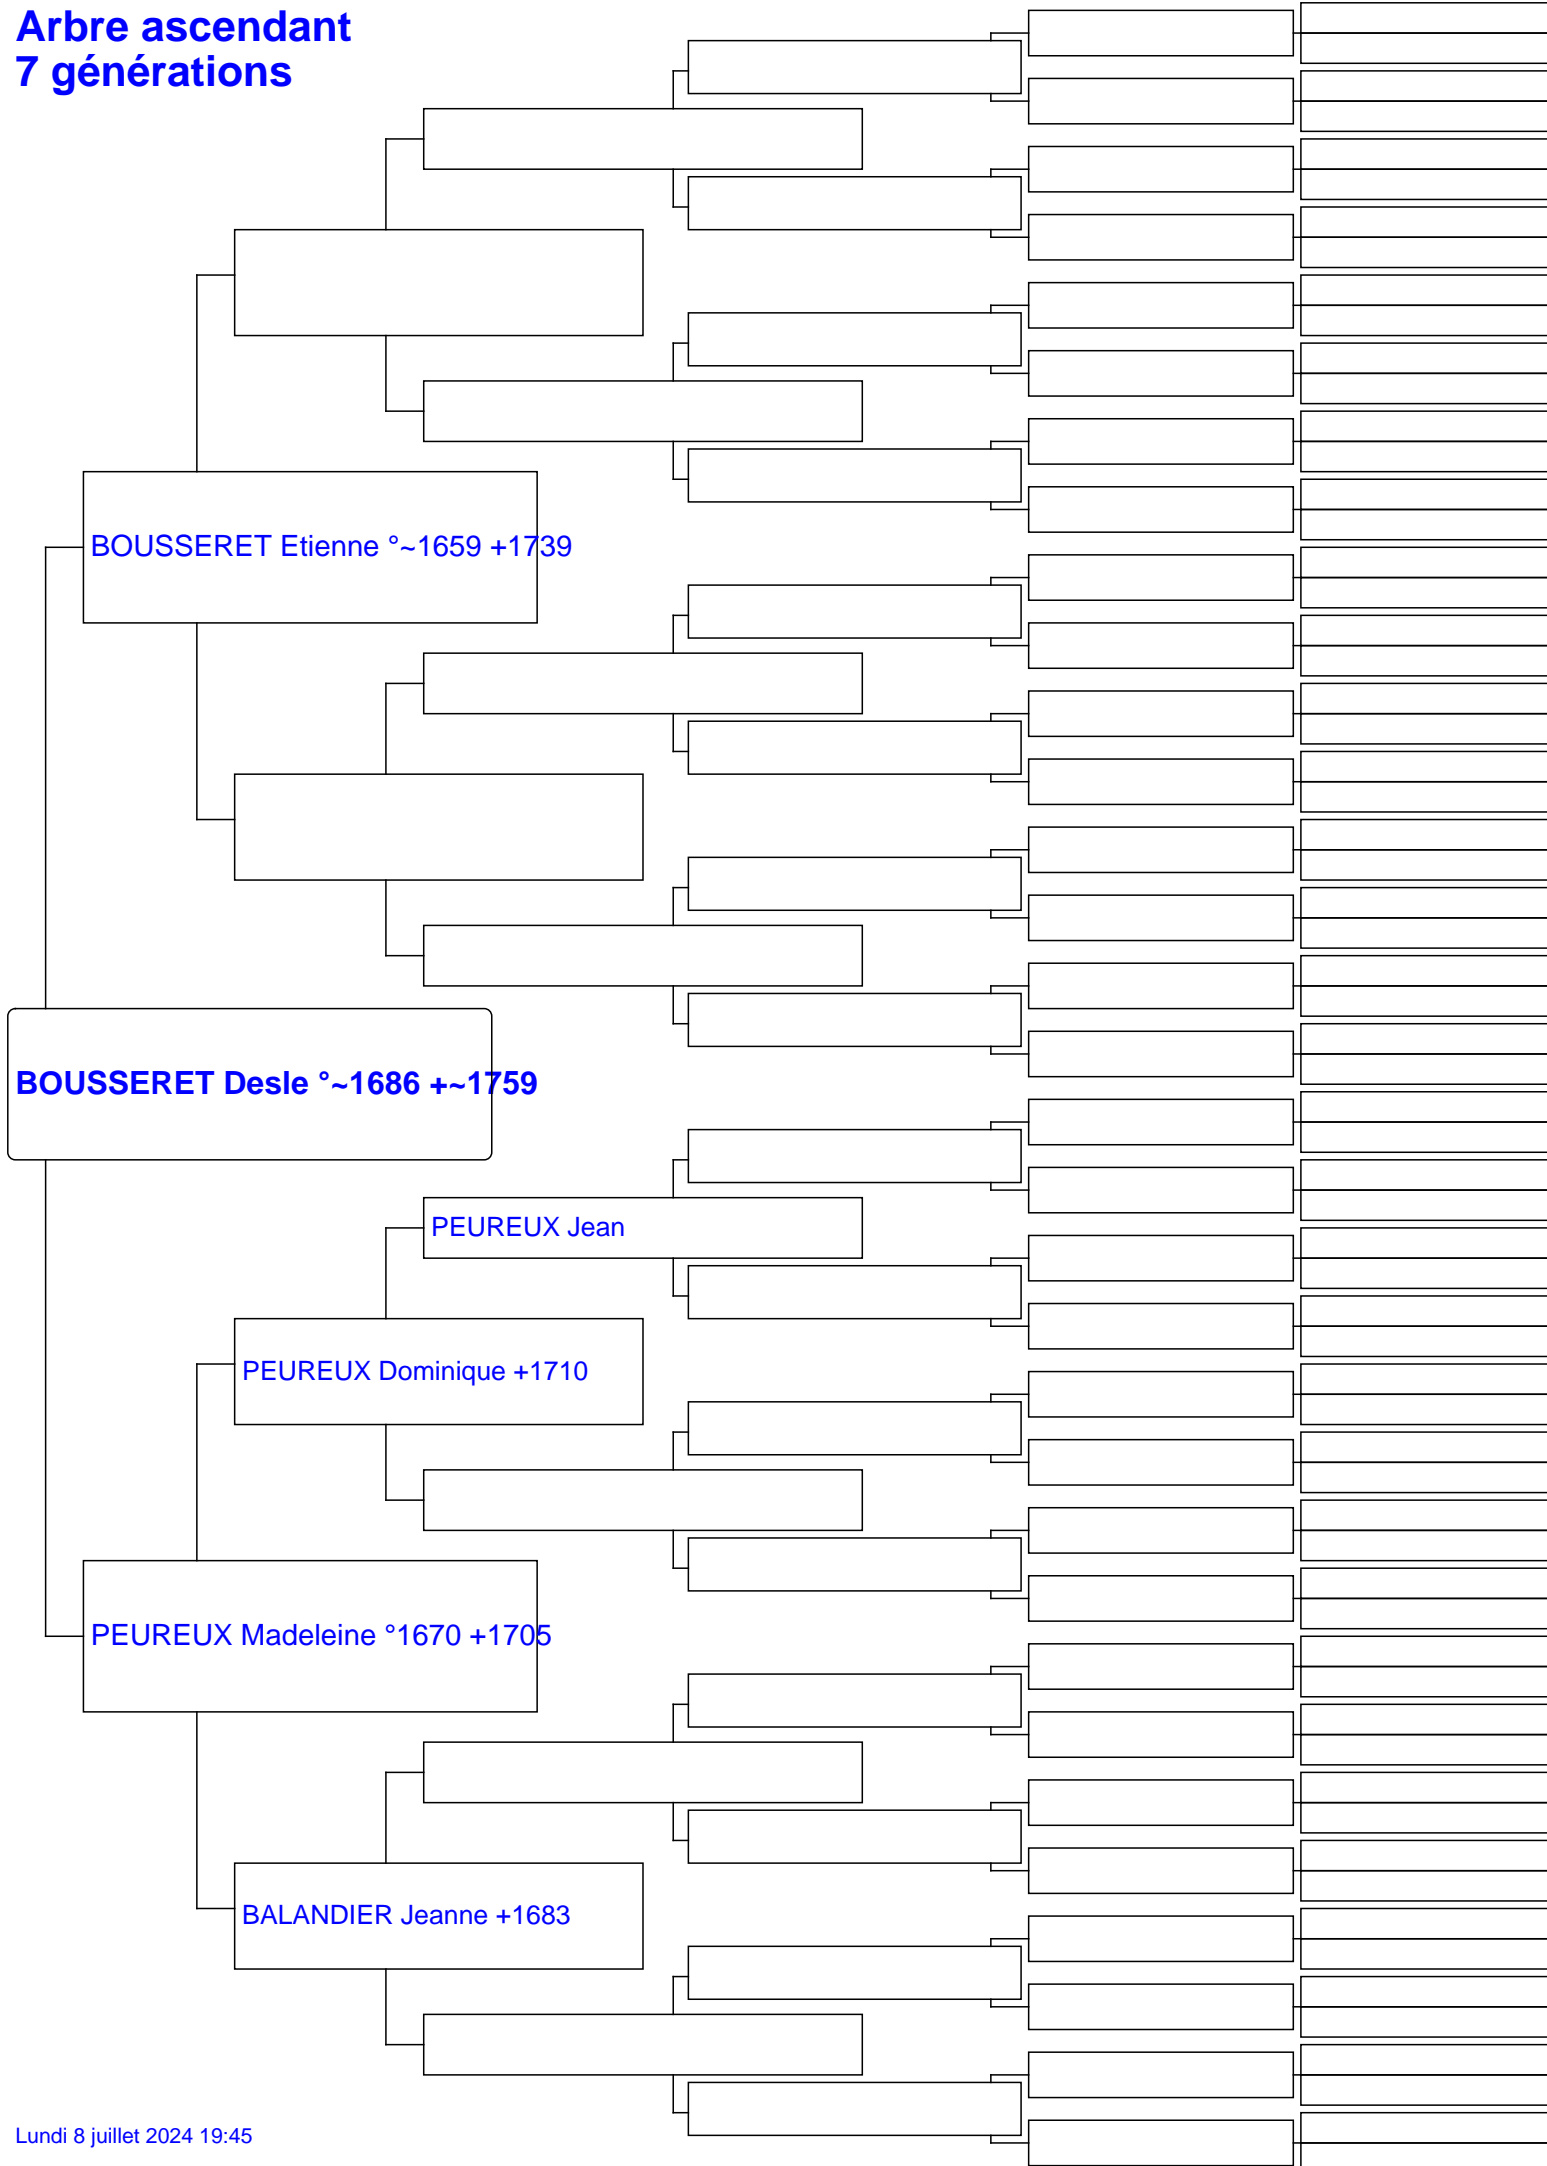 Arbre ascendant
7 générations
BOUSSERET Etienne °~1659 +1739
BOUSSERET Desle °~1686 +~1759
PEUREUX Jean
PEUREUX Dominique +1710
PEUREUX Madeleine °1670 +1705
BALANDIER Jeanne +1683
Lundi 8 juillet 2024 19:45